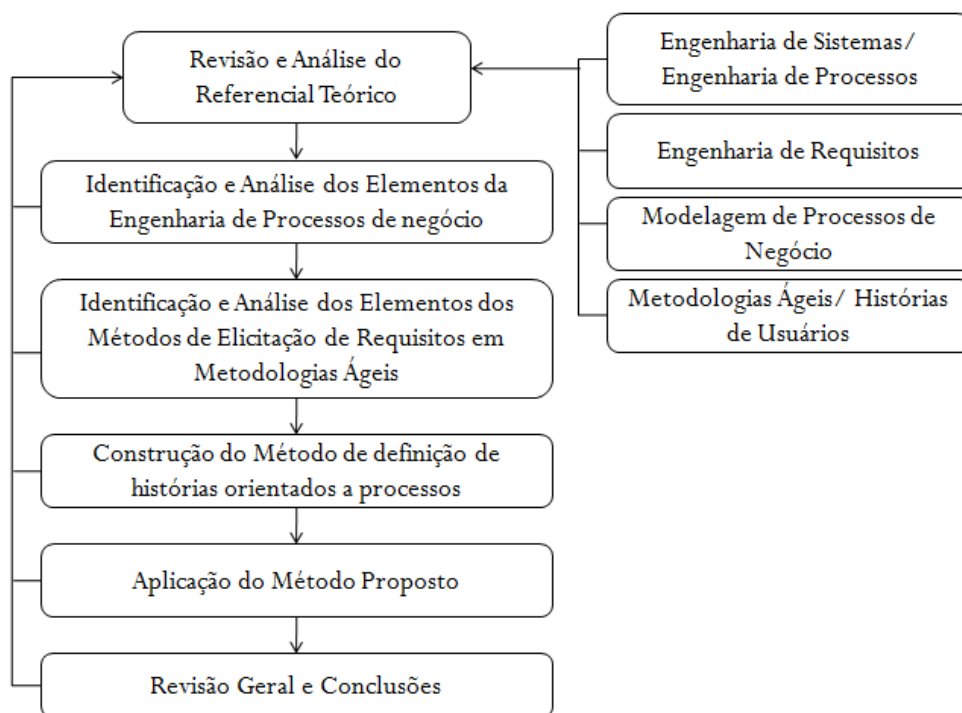 Revisão e Análise do
Referencial Teórico
Identificação e Análise dos Elementos da
Engenharia de Processos de negócio
Identificação e Análise dos Elementos dos
Métodos de Elicitação de Requisitos em
Metodologias Ágeis
Construção do Método de definição de
histórias orientados a processos
Aplicação do Método Proposto
Revisão Geral e Conclusões
Engenharia de Sistemas/
Engenharia de Processos
Engenharia de Requisitos
Modelagem de Processos de
Negócio
Metodologias Ágeis/ Histórias
de Usuários